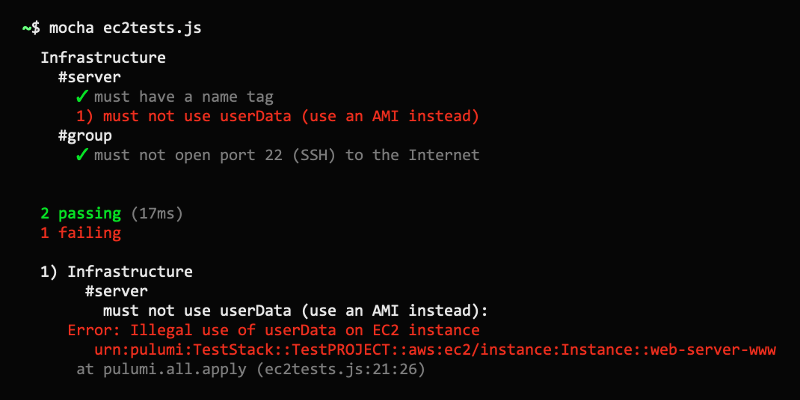 ~$ mocha ec2tests.js
Infrastructure
#server
✓ must have a name tag
1) must not use userData (use an AMI instead)
#group
✓ must not open port 22 (SSH) to the Internet
2 passing (17ms)
1 failing
1) Infrastructure
#server
must not use userData (use an AMI instead):
Error: Illegal use of userData on EC2 instance
urn:pulumi:TestStack::TestPROJECT::aws:ec2/instance:Instance::web-server-www
at pulumi.all.apply (ec2tests.js:21:26)